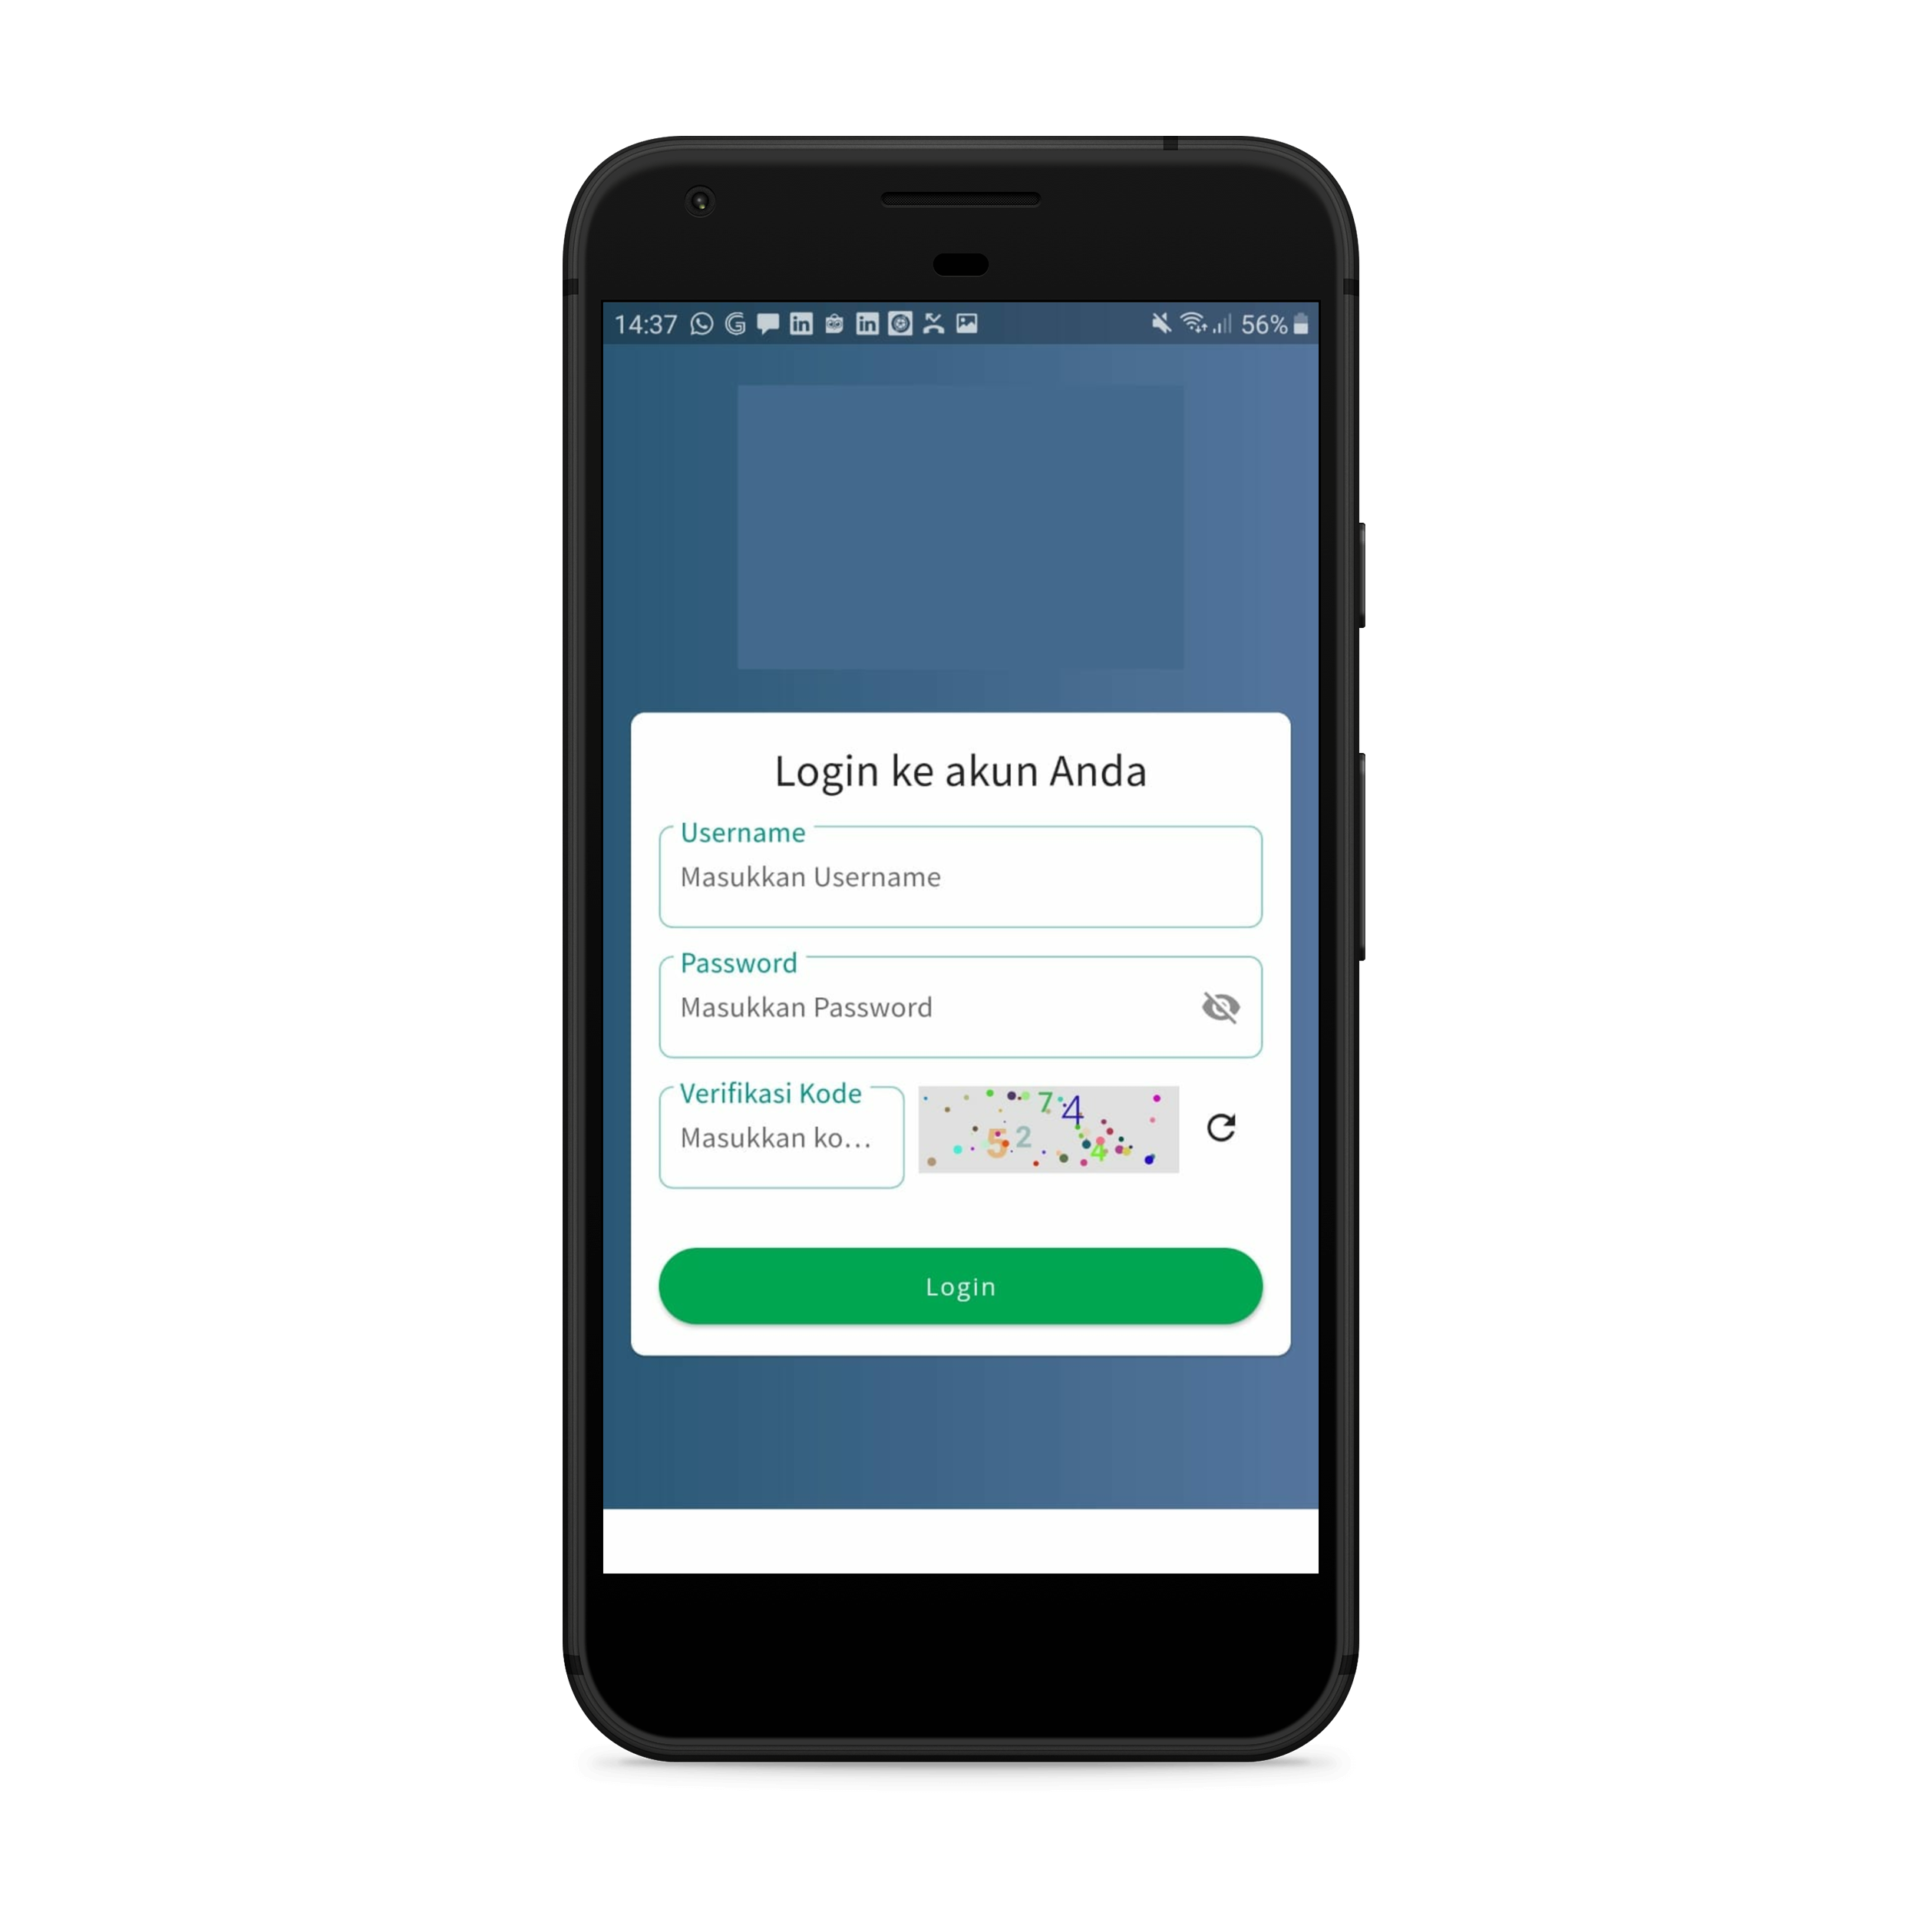 14:37 56%
Login ke akun Anda
Username
Masukkan Username
Password
Masukkan Password
Verifikasi Kode
Masukkan ko...
5 2 7 4 4
Login